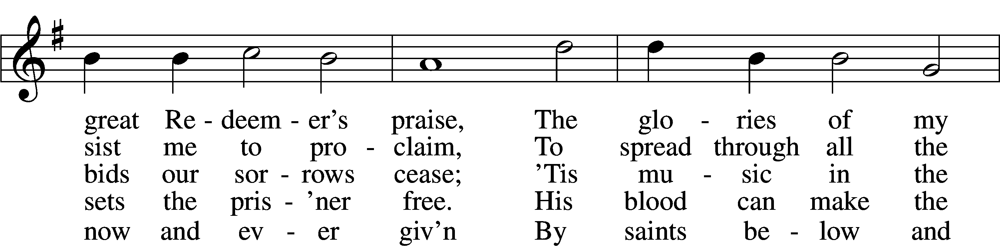 great Re - deem - er’s praise, The glo - ries of my
sist me to pro - claim, To spread through all the
bids our sor - rows cease; ’Tis mu - sic in the
sets the pris - ’ner free. His blood can make the
now and ev - er giv’n By saints be - low and